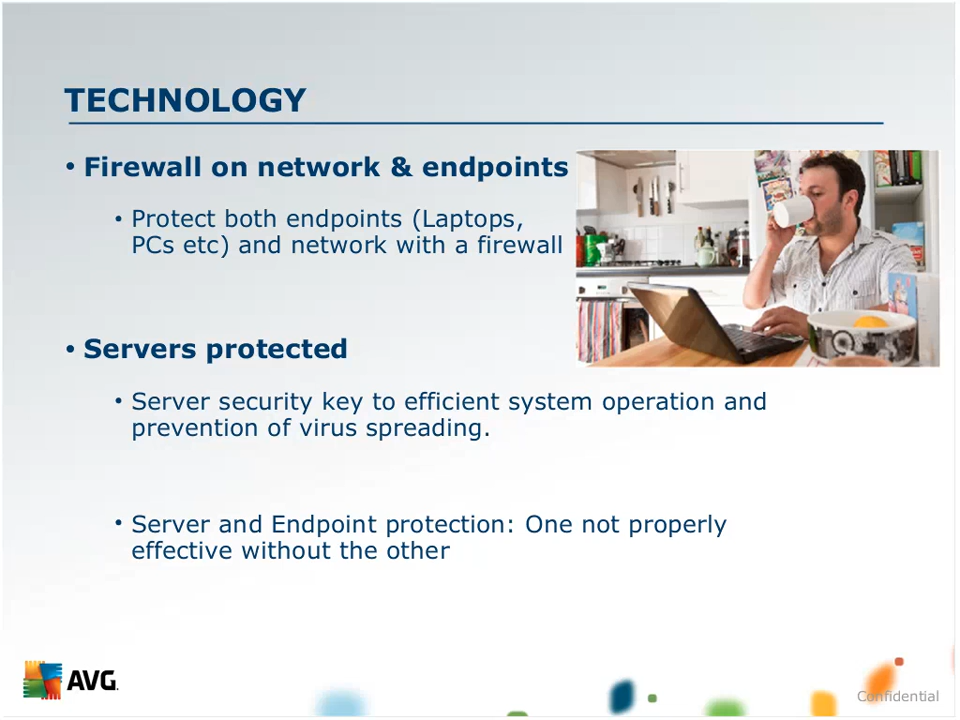 TECHNOLOGY
• Firewall on network & endpoints
• Protect both endpoints (Laptops,
PCs etc) and network with a firewall
• Servers protected
• Server security key to efficient system operation and
prevention of virus spreading.
• Server and Endpoint protection: One not properly
effective without the other
AVG.
Confidential